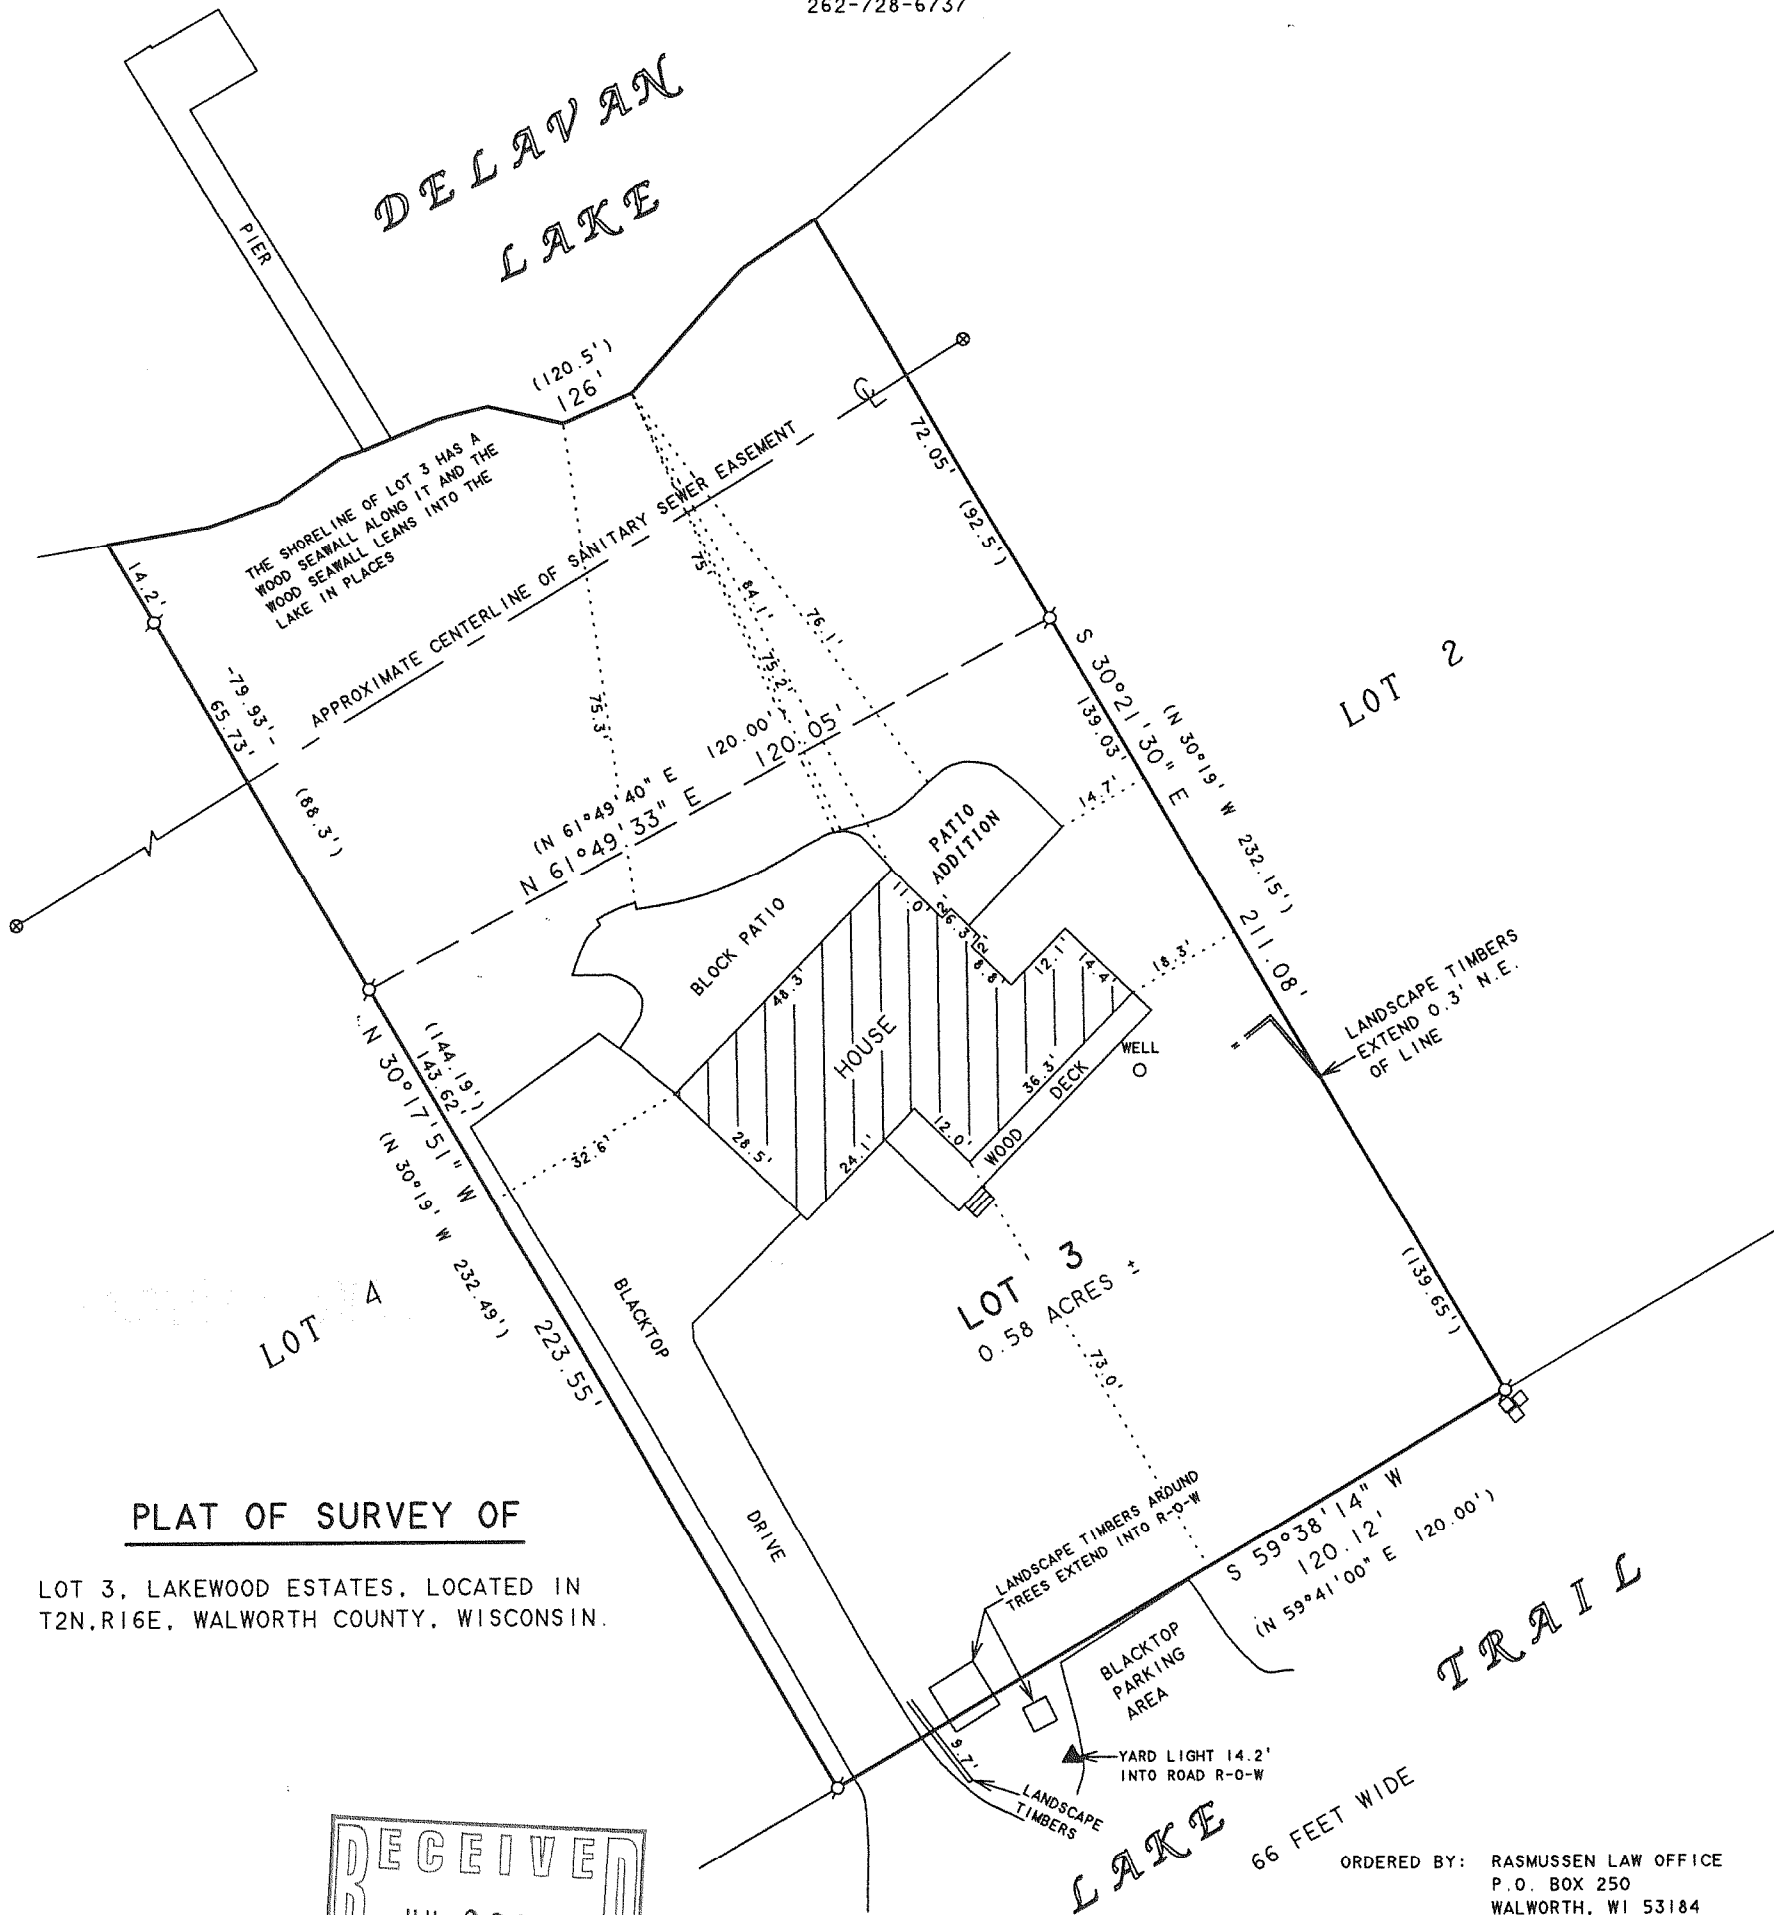 262-728-6737
DELAVAN
LAKE
PIER
(120.5')
126'
℄
THE SHORELINE OF LOT 3 HAS A
WOOD SEAWALL ALONG IT AND THE
WOOD SEAWALL LEANS INTO THE
LAKE IN PLACES
APPROXIMATE CENTERLINE OF SANITARY SEWER EASEMENT
14.2'
-79.93'-
65.73'
(88.3')
72.05'
(92.5')
75'
84.1'
76.1'
75.2'
75.3'
(N 61°49'40" E 120.00')
N 61°49'33" E 120.05'
S 30°21'30" E 211.08'
139.03'
(N 30°19' W 232.15')
LOT 2
14.7'
PATIO
ADDITION
BLOCK PATIO
11.0'
2'
6.3'
2'
8.8'
12.1'
14.4'
18.3'
48.3'
HOUSE
WELL
36.3'
WOOD DECK
12.0'
24.1'
28.5'
32.6'
LANDSCAPE TIMBERS
EXTEND 0.3' N.E.
OF LINE
(144.19')
143.62'
N 30°17'51" W 223.55'
(N 30°19' W 232.49')
LOT 4
LOT 3
0.58 ACRES ±
73.0'
(139.65')
BLACKTOP
DRIVE
PLAT OF SURVEY OF
LOT 3, LAKEWOOD ESTATES, LOCATED IN
T2N,R16E, WALWORTH COUNTY, WISCONSIN.
LANDSCAPE TIMBERS AROUND
TREES EXTEND INTO R-O-W
S 59°38'14" W
120.12'
(N 59°41'00" E 120.00')
BLACKTOP
PARKING
AREA
YARD LIGHT 14.2'
INTO ROAD R-O-W
9.7'
LANDSCAPE
TIMBERS
LAKE TRAIL
66 FEET WIDE
RECEIVED
ORDERED BY: RASMUSSEN LAW OFFICE
P.O. BOX 250
WALWORTH, WI 53184